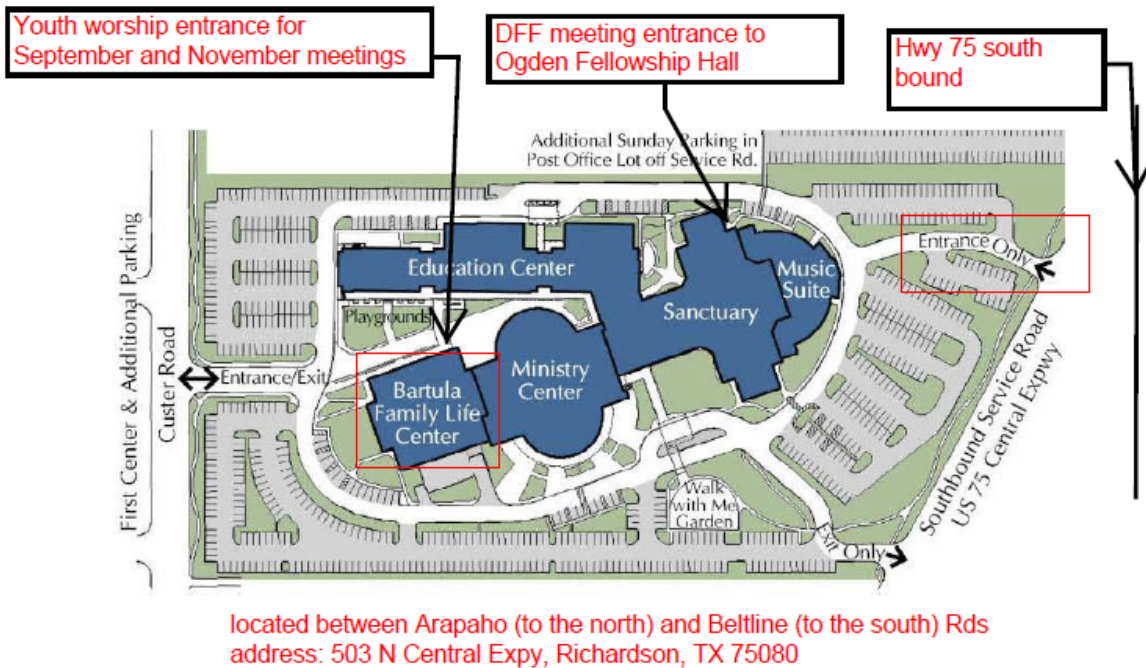 Youth worship entrance for
September and November meetings
DFF meeting entrance to
Ogden Fellowship Hall
Hwy 75 south
bound
Additional Sunday Parking in
Post Office Lot off Service Rd.
First Center & Additional Parking
Custer Road
Entrance/Exit
Education Center
Playgrounds
Bartula
Family Life
Center
Ministry
Center
Sanctuary
Music
Suite
Entrance Only
Southbound Service Road
US 75 Central Expwy
Walk
with Me
Garden
Exit Only
located between Arapaho (to the north) and Beltline (to the south) Rds
address: 503 N Central Expy, Richardson, TX 75080